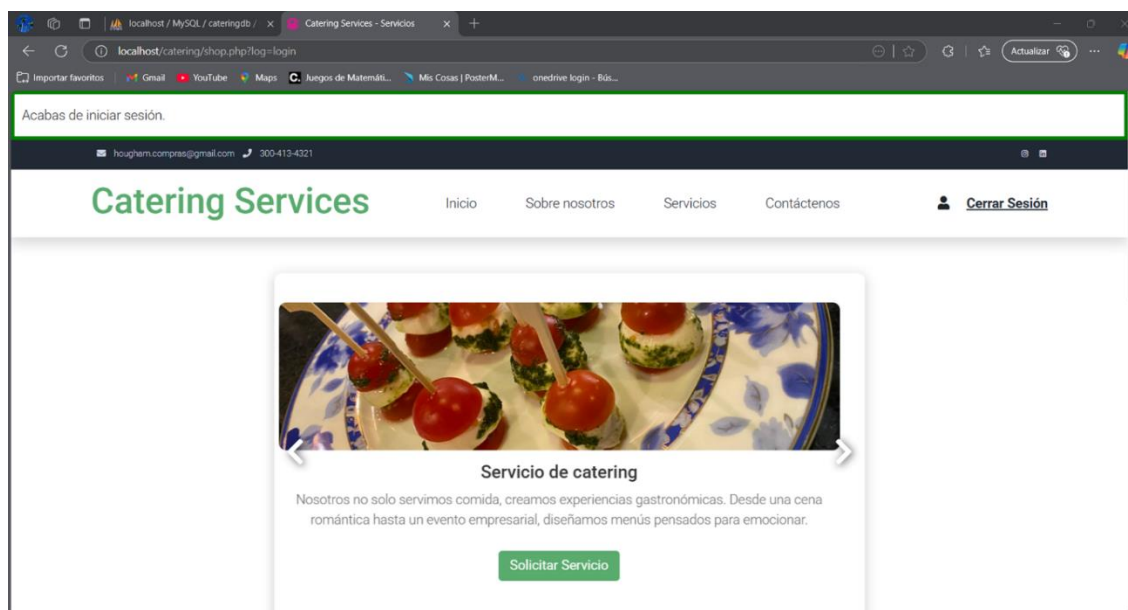 localhost / MySQL / cateringdb /
Catering Services - Servicios
localhost/catering/shop.php?log=login
Actualizar
Importar favoritos
Gmail
YouTube
Maps
Juegos de Matemáti...
Mis Cosas | PosterM...
onedrive login - Bús...
Acabas de iniciar sesión.
hougham.compras@gmail.com 300-413-4321
Catering Services
Inicio
Sobre nosotros
Servicios
Contáctenos
Cerrar Sesión
Servicio de catering
Nosotros no solo servimos comida, creamos experiencias gastronómicas. Desde una cena
romántica hasta un evento empresarial, diseñamos menús pensados para emocionar.
Solicitar Servicio